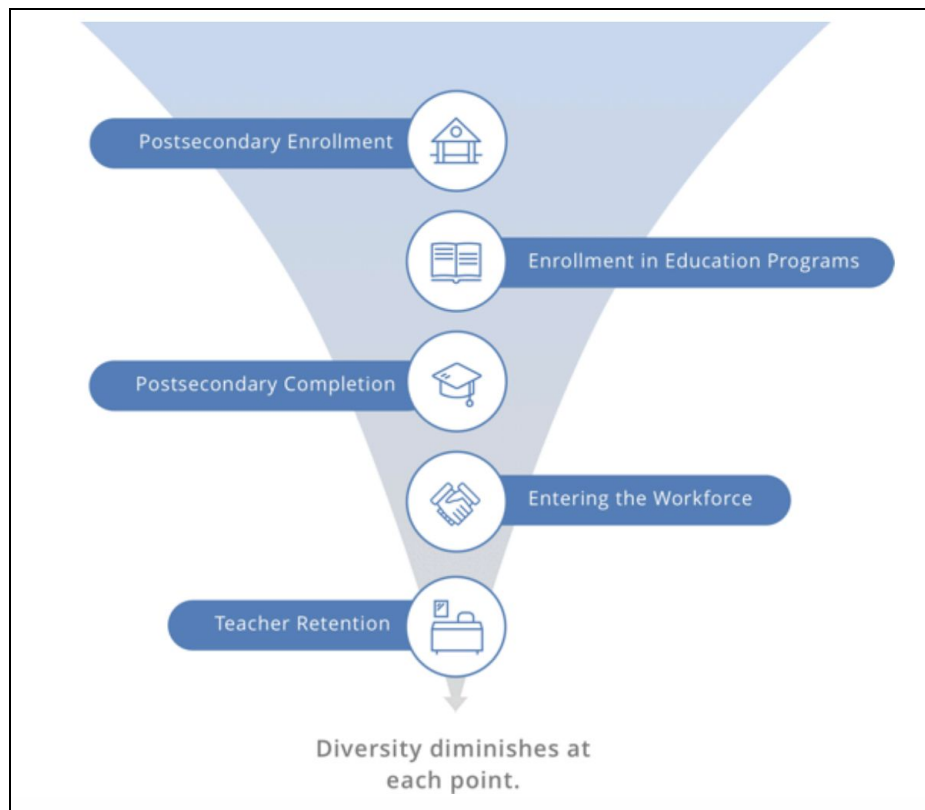 Postsecondary Enrollment
Enrollment in Education Programs
Postsecondary Completion
Entering the Workforce
Teacher Retention
Diversity diminishes at
each point.